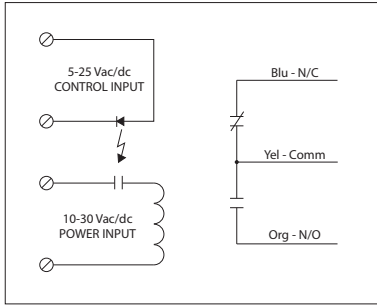 5-25 Vac/dc
CONTROL INPUT
10-30 Vac/dc
POWER INPUT
Blu - N/C
Yel - Comm
Org - N/O